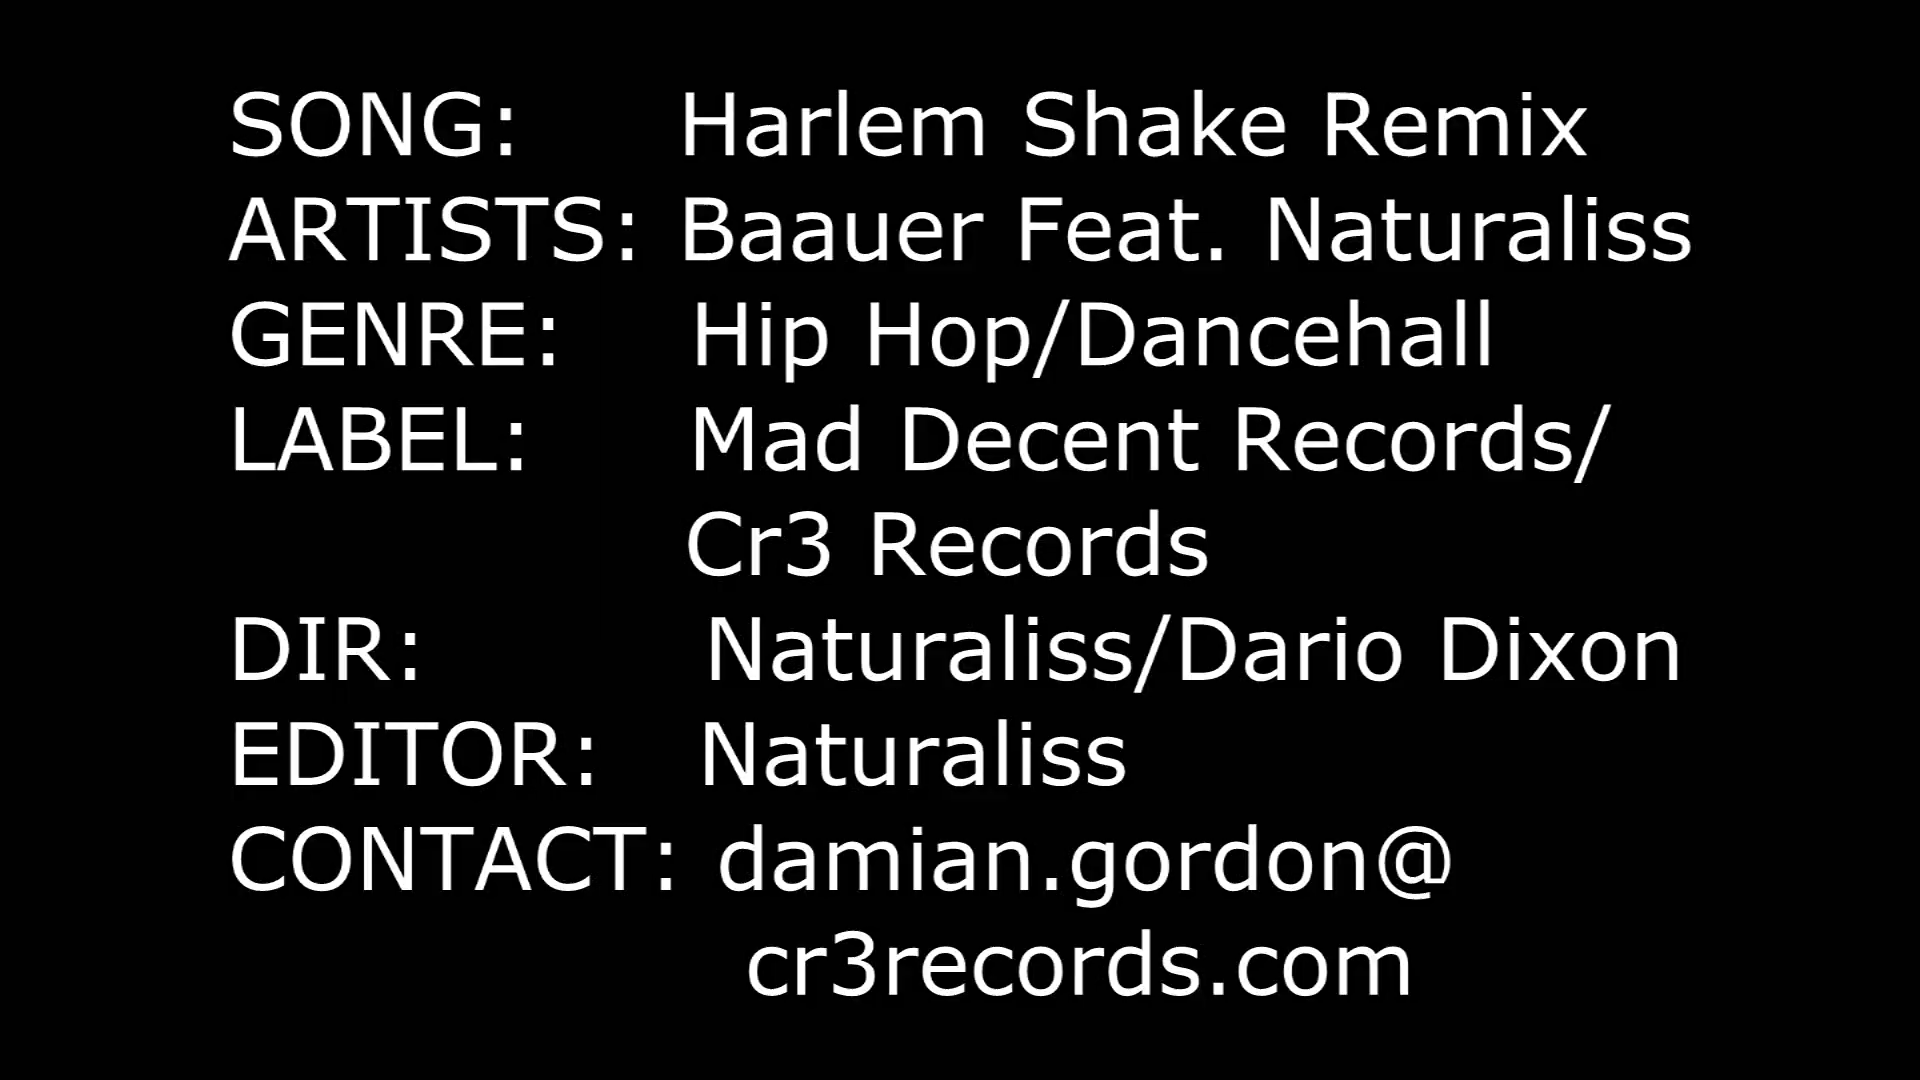 SONG: Harlem Shake Remix
ARTISTS: Baauer Feat. Naturaliss
GENRE: Hip Hop/Dancehall
LABEL: Mad Decent Records/
Cr3 Records
DIR: Naturaliss/Dario Dixon
EDITOR: Naturaliss
CONTACT: damian.gordon@
cr3records.com